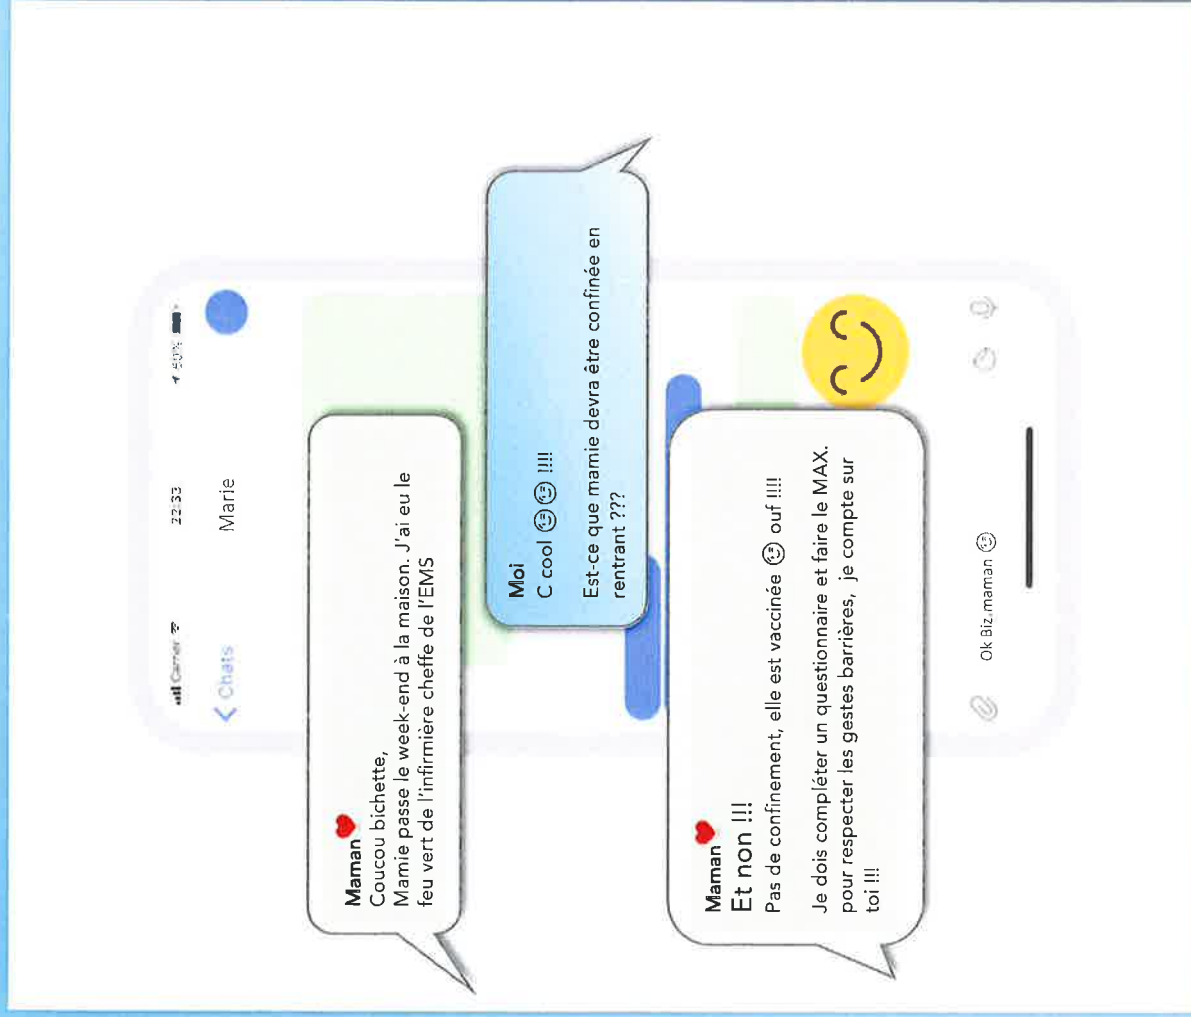 Carrier 22:33 50%
Chats Marie
Maman ❤
Coucou bichette,
Mamie passe le week-end à la maison. J'ai eu le
feu vert de l'infirmière cheffe de l'EMS
Moi
C cool 😊😊 !!!!
Est-ce que mamie devra être confinée en
rentrant ???
Maman ❤
Et non !!!
Pas de confinement, elle est vaccinée 😊 ouf !!!!
Je dois compléter un questionnaire et faire le MAX.
pour respecter les gestes barrières, je compte sur
toi !!!
Ok Biz,maman 😊